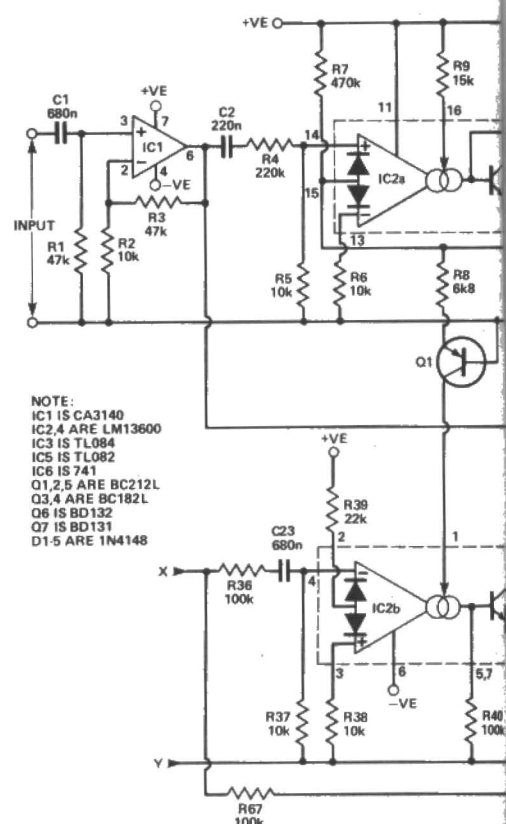 +VE
R7
470k
R9
15k
C1
680n
+VE
7
C2
220n
11
16
3
+
IC1
6
2
−
4
−VE
R4
220k
14
+
IC2a
15
−
13
R3
47k
INPUT
R1
47k
R2
10k
R5
10k
R6
10k
R8
6k8
Q1
NOTE:
IC1 IS CA3140
IC2,4 ARE LM13600
IC3 IS TL084
IC5 IS TL082
IC6 IS 741
Q1,2,5 ARE BC212L
Q3,4 ARE BC182L
Q6 IS BD132
Q7 IS BD131
D1-5 ARE 1N4148
+VE
R39
22k
C23
680n
2
1
X
R36
100k
4
−
IC2b
+
3
6
5,7
−VE
R37
10k
R38
10k
R40
100k
Y
R67
100k